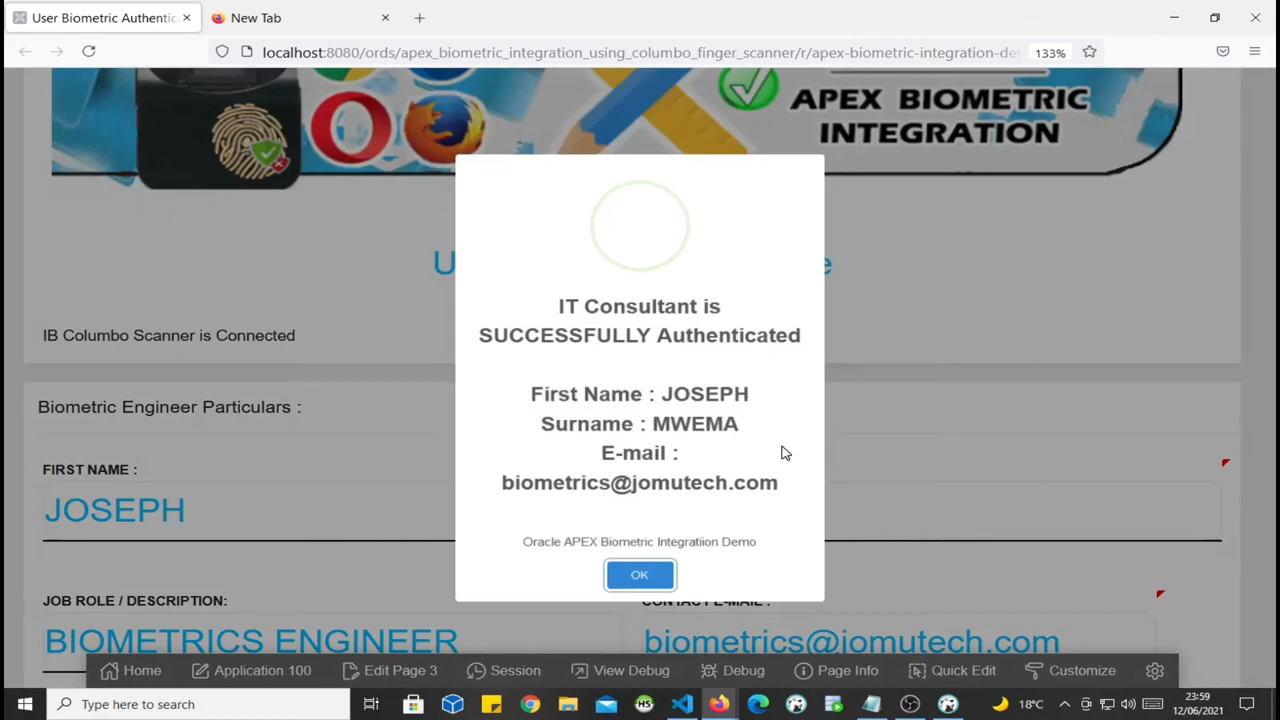 User Biometric Authentic
New Tab
localhost:8080/ords/apex_biometric_integration_using_columbo_finger_scanner/r/apex-biometric-integration-de
133%
APEX BIOMETRIC
INTEGRATION
U
e
IB Columbo Scanner is Connected
IT Consultant is
SUCCESSFULLY Authenticated
First Name : JOSEPH
Surname : MWEMA
E-mail :
biometrics@jomutech.com
Oracle APEX Biometric Integratiion Demo
OK
Biometric Engineer Particulars :
FIRST NAME :
JOSEPH
JOB ROLE / DESCRIPTION:
CONTACT E-MAIL :
BIOMETRICS ENGINEER
biometrics@jomutech.com
Home
Application 100
Edit Page 3
Session
View Debug
Debug
Page Info
Quick Edit
Customize
Type here to search
HS
18°C
23:59
12/06/2021